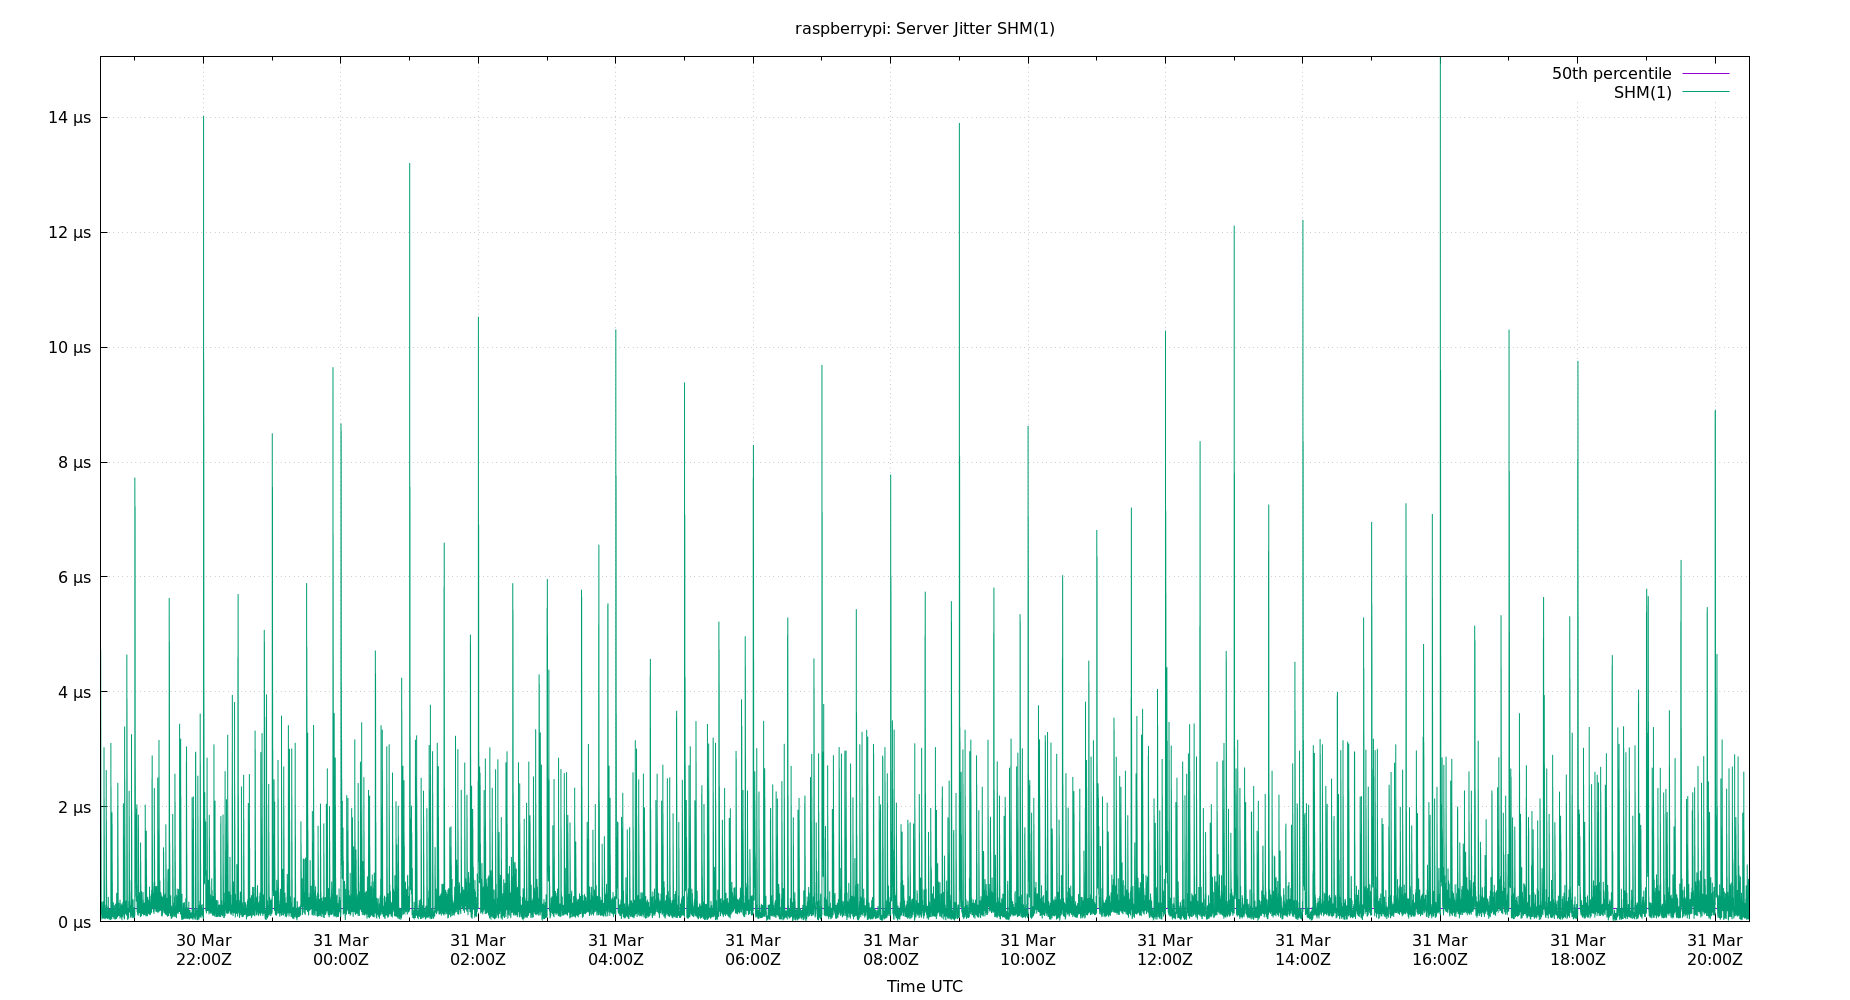 raspberrypi: Server Jitter SHM(1)
50th percentile
SHM(1)
14 µs
12 µs
10 µs
8 µs
6 µs
4 µs
2 µs
0 µs
30 Mar 31 Mar 31 Mar 31 Mar 31 Mar 31 Mar 31 Mar 31 Mar 31 Mar 31 Mar 31 Mar 31 Mar
22:00Z 00:00Z 02:00Z 04:00Z 06:00Z 08:00Z 10:00Z 12:00Z 14:00Z 16:00Z 18:00Z 20:00Z
Time UTC